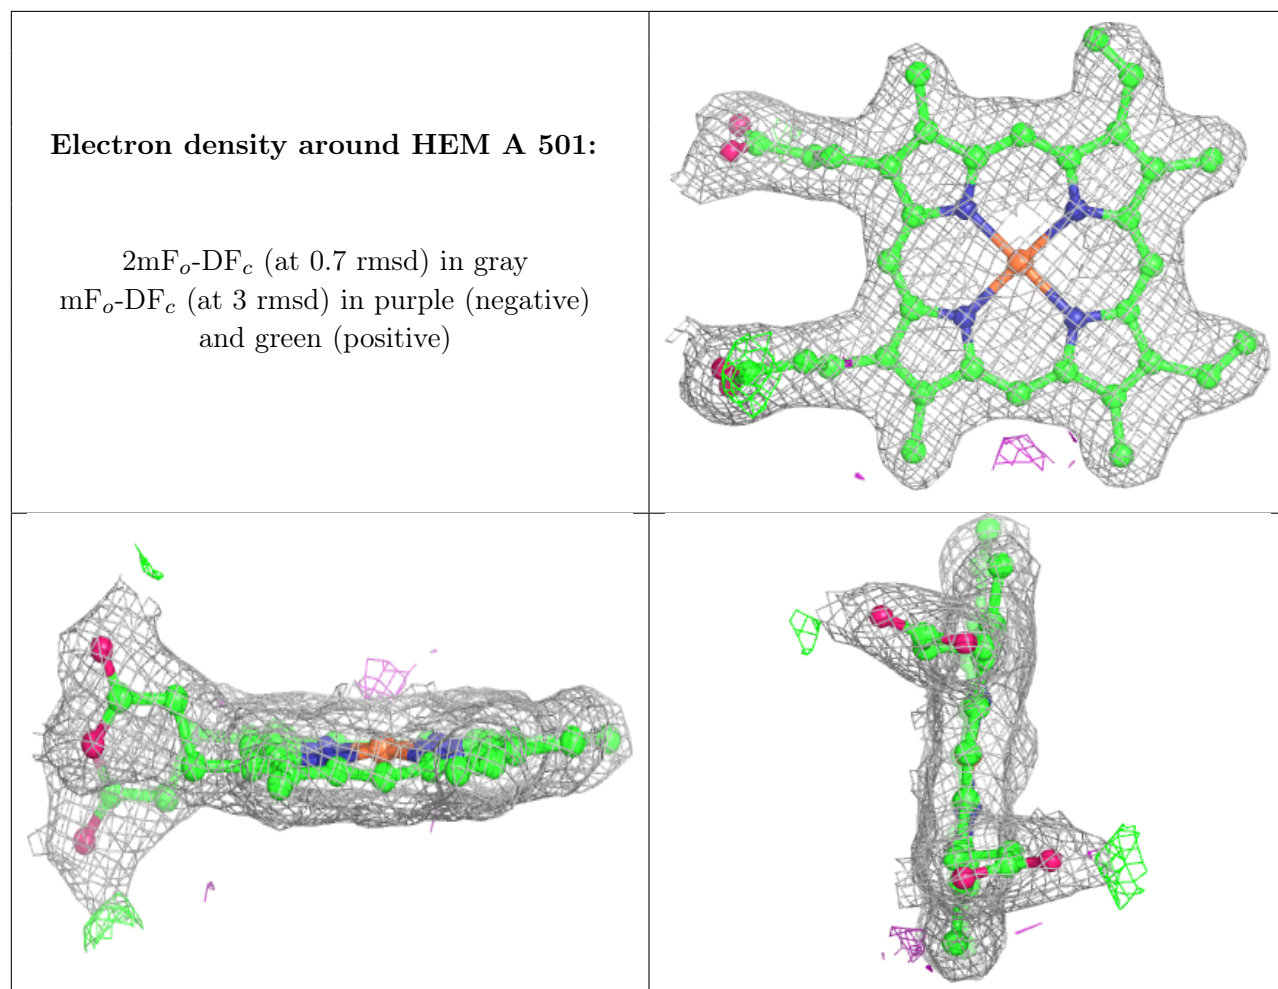 Electron density around HEM A 501:
2mFo-DFc (at 0.7 rmsd) in gray
mFo-DFc (at 3 rmsd) in purple (negative)
and green (positive)